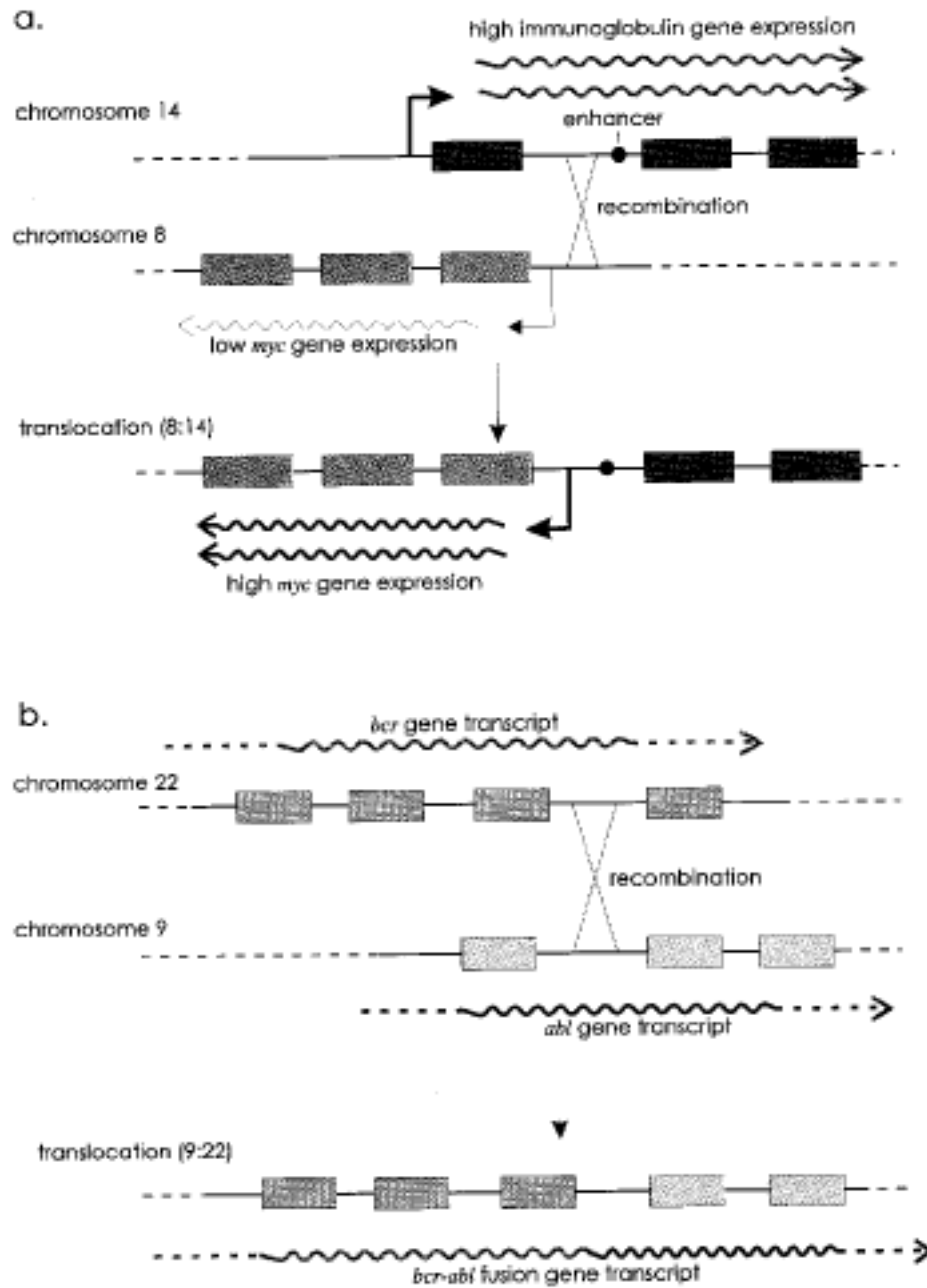 a.
high immunoglobulin gene expression
chromosome 14
enhancer
recombination
chromosome 8
low myc gene expression
translocation (8:14)
high myc gene expression
b.
bcr gene transcript
chromosome 22
recombination
chromosome 9
abl gene transcript
translocation (9:22)
bcr-abl fusion gene transcript